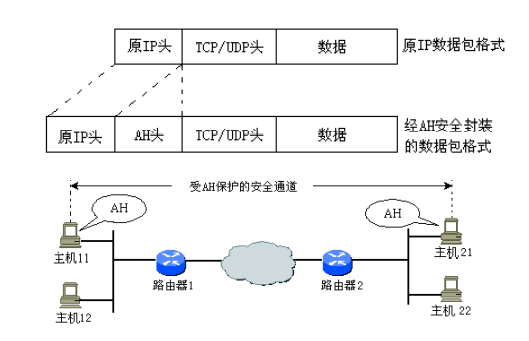 原IP头 TCP/UDP头 数据 原IP数据包格式
原IP头 AH头 TCP/UDP头 数据 经AH安全封装
的数据包格式
受AH保护的安全通道
AH AH
主机11 主机21
路由器1 路由器2
主机12 主机 22